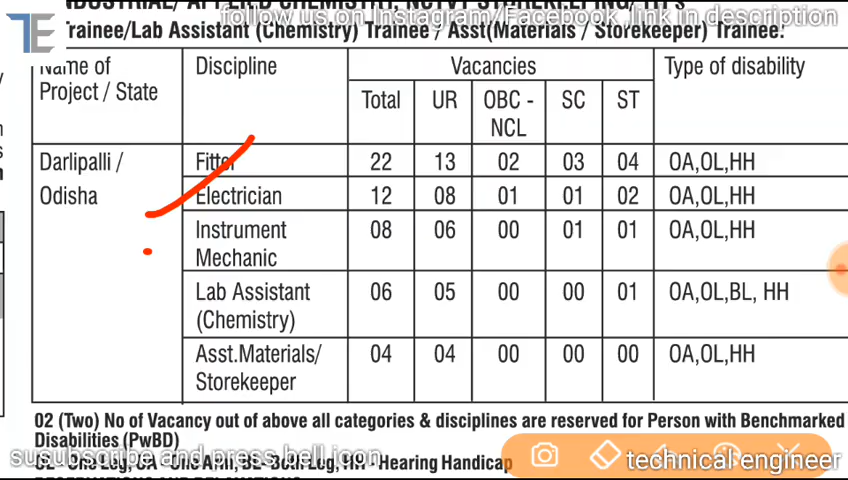 follow us on Instagram/Facebook ,link in description
TE
Trainee/Lab Assistant (Chemistry) Trainee / Asst(Materials / Storekeeper) Trainee:
Name of Project / State Discipline Vacancies Type of disability
Total UR OBC - NCL SC ST
Darlipalli / Odisha Fitter 22 13 02 03 04 OA,OL,HH
Electrician 12 08 01 01 02 OA,OL,HH
Instrument Mechanic 08 06 00 01 01 OA,OL,HH
Lab Assistant (Chemistry) 06 05 00 00 01 OA,OL,BL, HH
Asst.Materials/ Storekeeper 04 04 00 00 00 OA,OL,HH
02 (Two) No of Vacancy out of above all categories & disciplines are reserved for Person with Benchmarked
Disabilities (PwBD)
susubscribe and press bell icon
Hearing Handicap
technical engineer